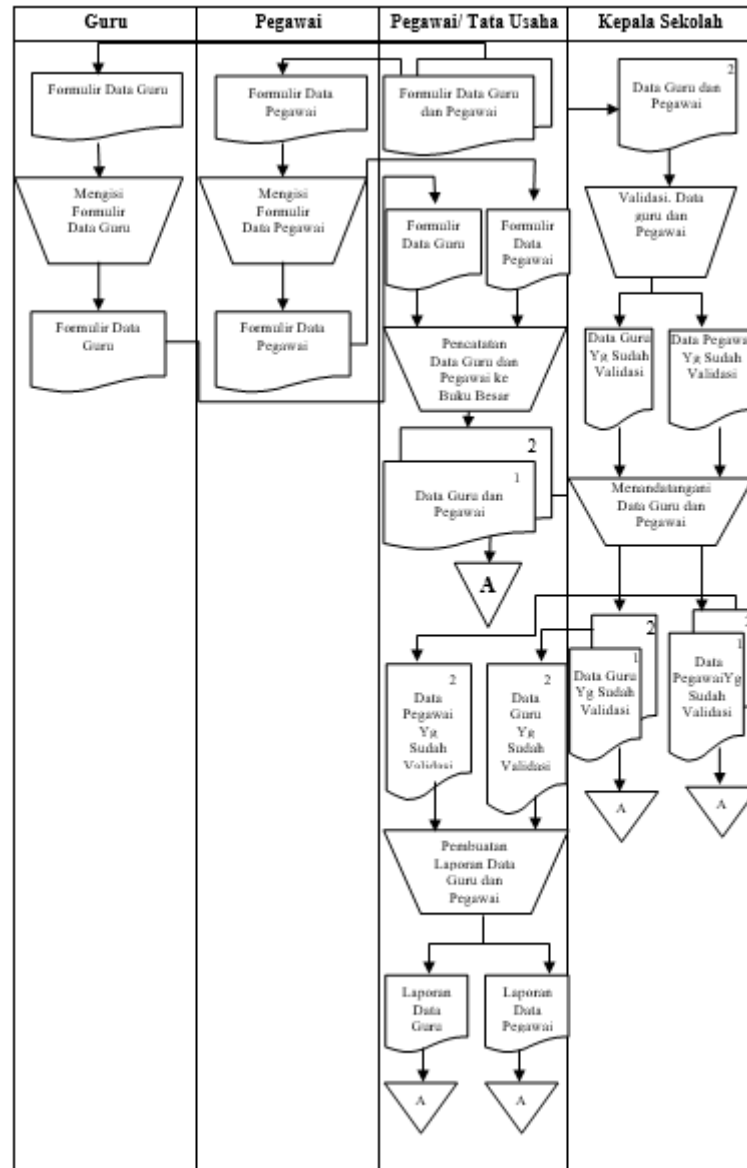 Guru
Pegawai
Pegawai/ Tata Usaha
Kepala Sekolah
Formulir Data Guru
Mengisi
Formulir
Data Guru
Formulir Data
Guru
Formulir Data
Pegawai
Mengisi
Formulir
Data Pegawai
Formulir Data
Pegawai
Formulir Data Guru
dan Pegawai
Formulir
Data Guru
Formulir
Data
Pegawai
Pencatatan
Data Guru dan
Pegawai ke
Buku Besar
2
1
Data Guru dan
Pegawai
A
2
Data
Pegawai
Yg
Sudah
Validasi
2
Data
Guru
Yg
Sudah
Validasi
Pembuatan
Laporan Data
Guru dan
Pegawai
Laporan
Data
Guru
Laporan
Data
Pegawai
A
A
2
Data Guru dan
Pegawai
Validasi. Data
guru dan
Pegawai
Data Guru
Yg Sudah
Validasi
Data Pegawai
Yg Sudah
Validasi
Menandatangani
Data Guru dan
Pegawai
2
1
Data Guru
Yg Sudah
Validasi
2
1
Data
PegawaiYg
Sudah
Validasi
A
A